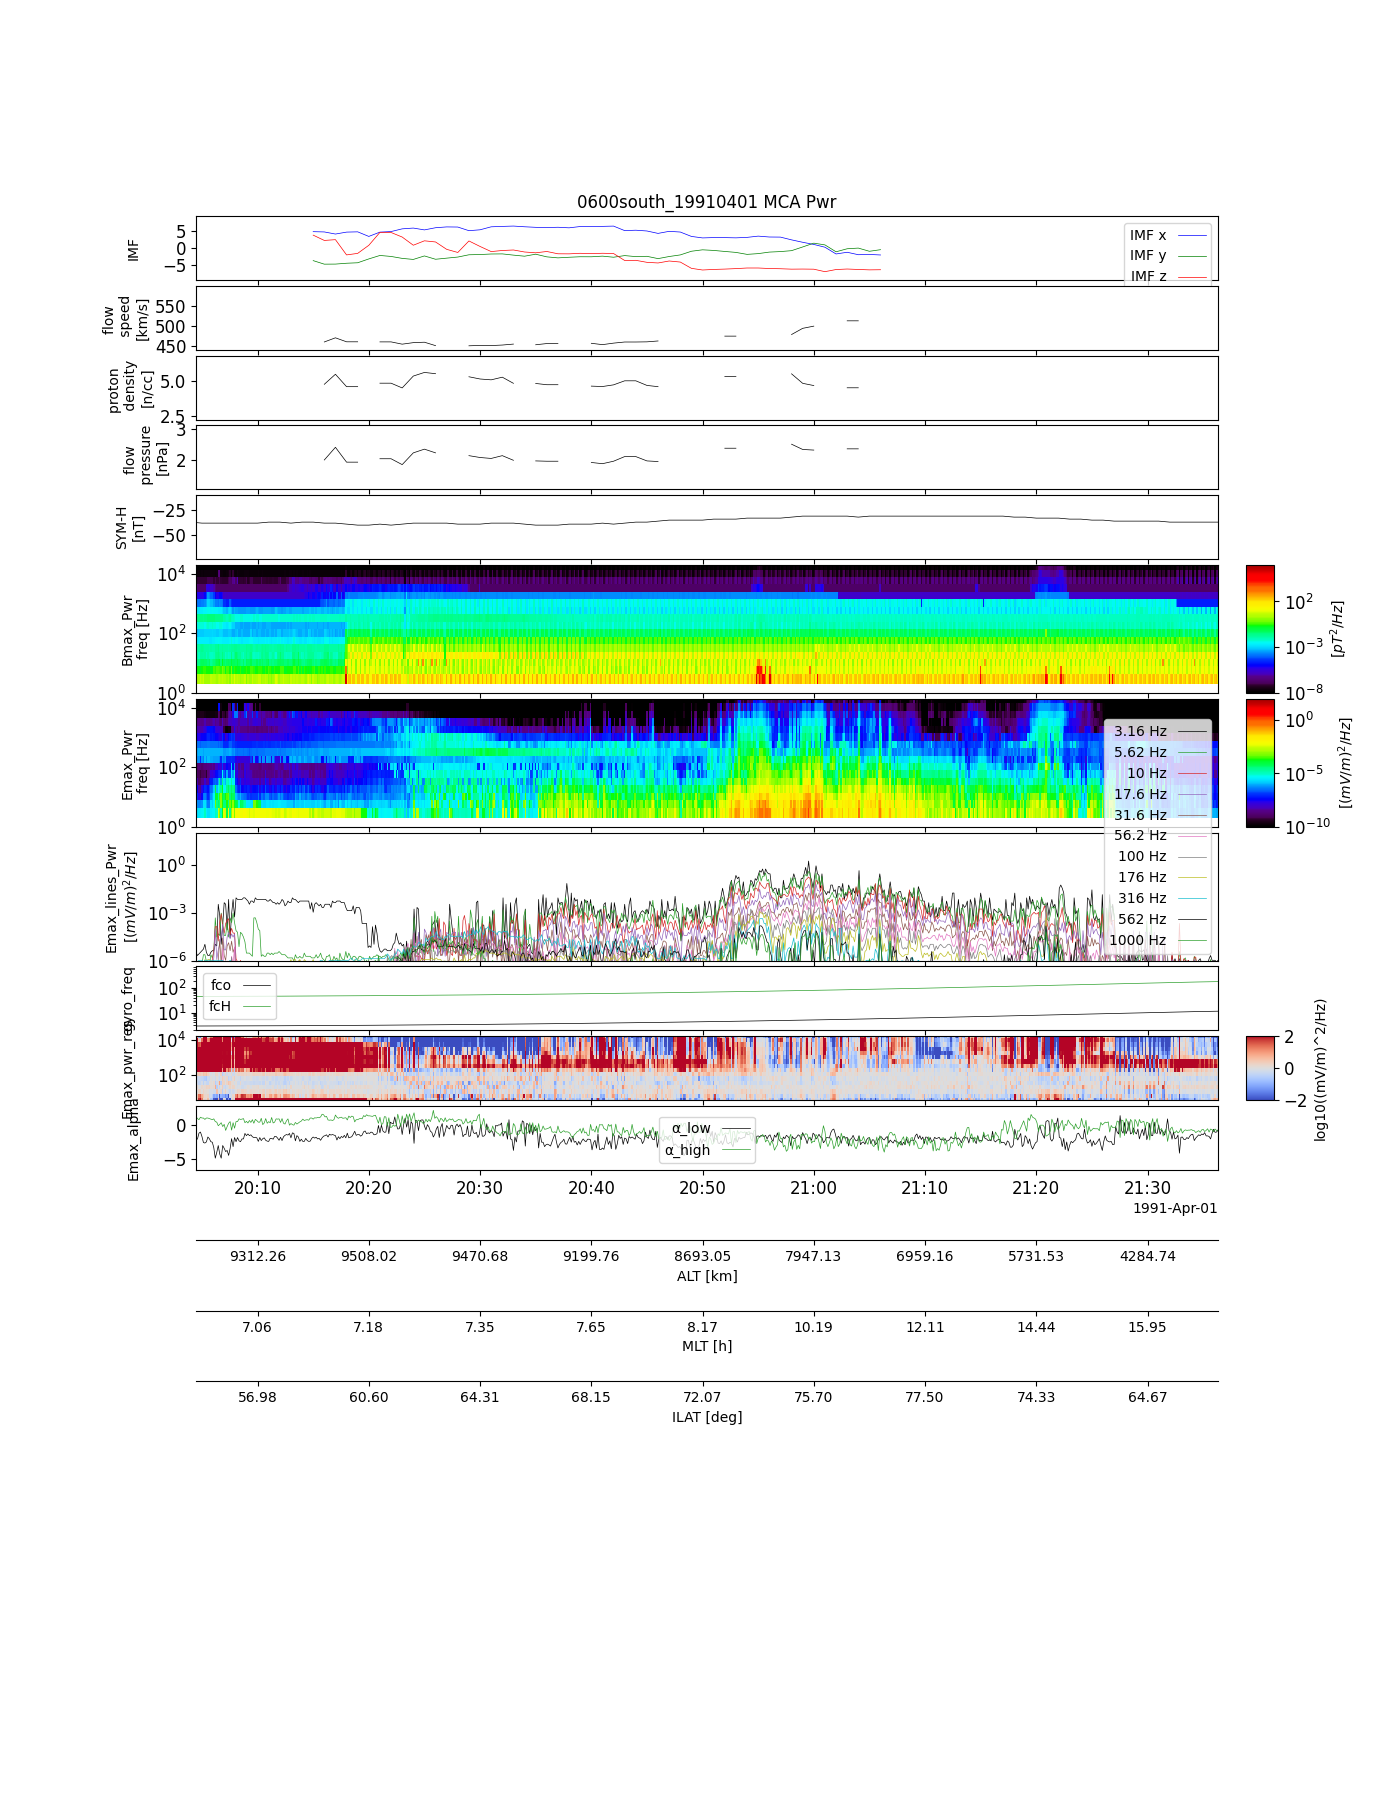 0600south_19910401 MCA Pwr
IMF
5
0
−5
IMF x
IMF y
IMF z
flow
speed
[km/s]
550
500
450
proton
density
[n/cc]
5.0
2.5
flow
pressure
[nPa]
3
2
SYM-H
[nT]
−25
−50
Bmax_Pwr
freq [Hz]
10^4
10^2
10^0
10^2
10^−3
10^−8
[pT^2/Hz]
Emax_Pwr
freq [Hz]
10^4
10^2
10^0
10^0
10^−5
10^−10
[(mV/m)^2/Hz]
3.16 Hz
5.62 Hz
10 Hz
17.6 Hz
31.6 Hz
56.2 Hz
100 Hz
176 Hz
316 Hz
562 Hz
1000 Hz
Emax_lines_Pwr
[(mV/m)^2/Hz]
10^0
10^−3
10^−6
10^2
10^1
fco
fcH
10^4
10^2
2
0
−2
log10((mV/m)^2/Hz)
Emax_alpha
0
−5
α_low
α_high
20:10 20:20 20:30 20:40 20:50 21:00 21:10 21:20 21:30
1991-Apr-01
9312.26 9508.02 9470.68 9199.76 8693.05 7947.13 6959.16 5731.53 4284.74
ALT [km]
7.06 7.18 7.35 7.65 8.17 10.19 12.11 14.44 15.95
MLT [h]
56.98 60.60 64.31 68.15 72.07 75.70 77.50 74.33 64.67
ILAT [deg]